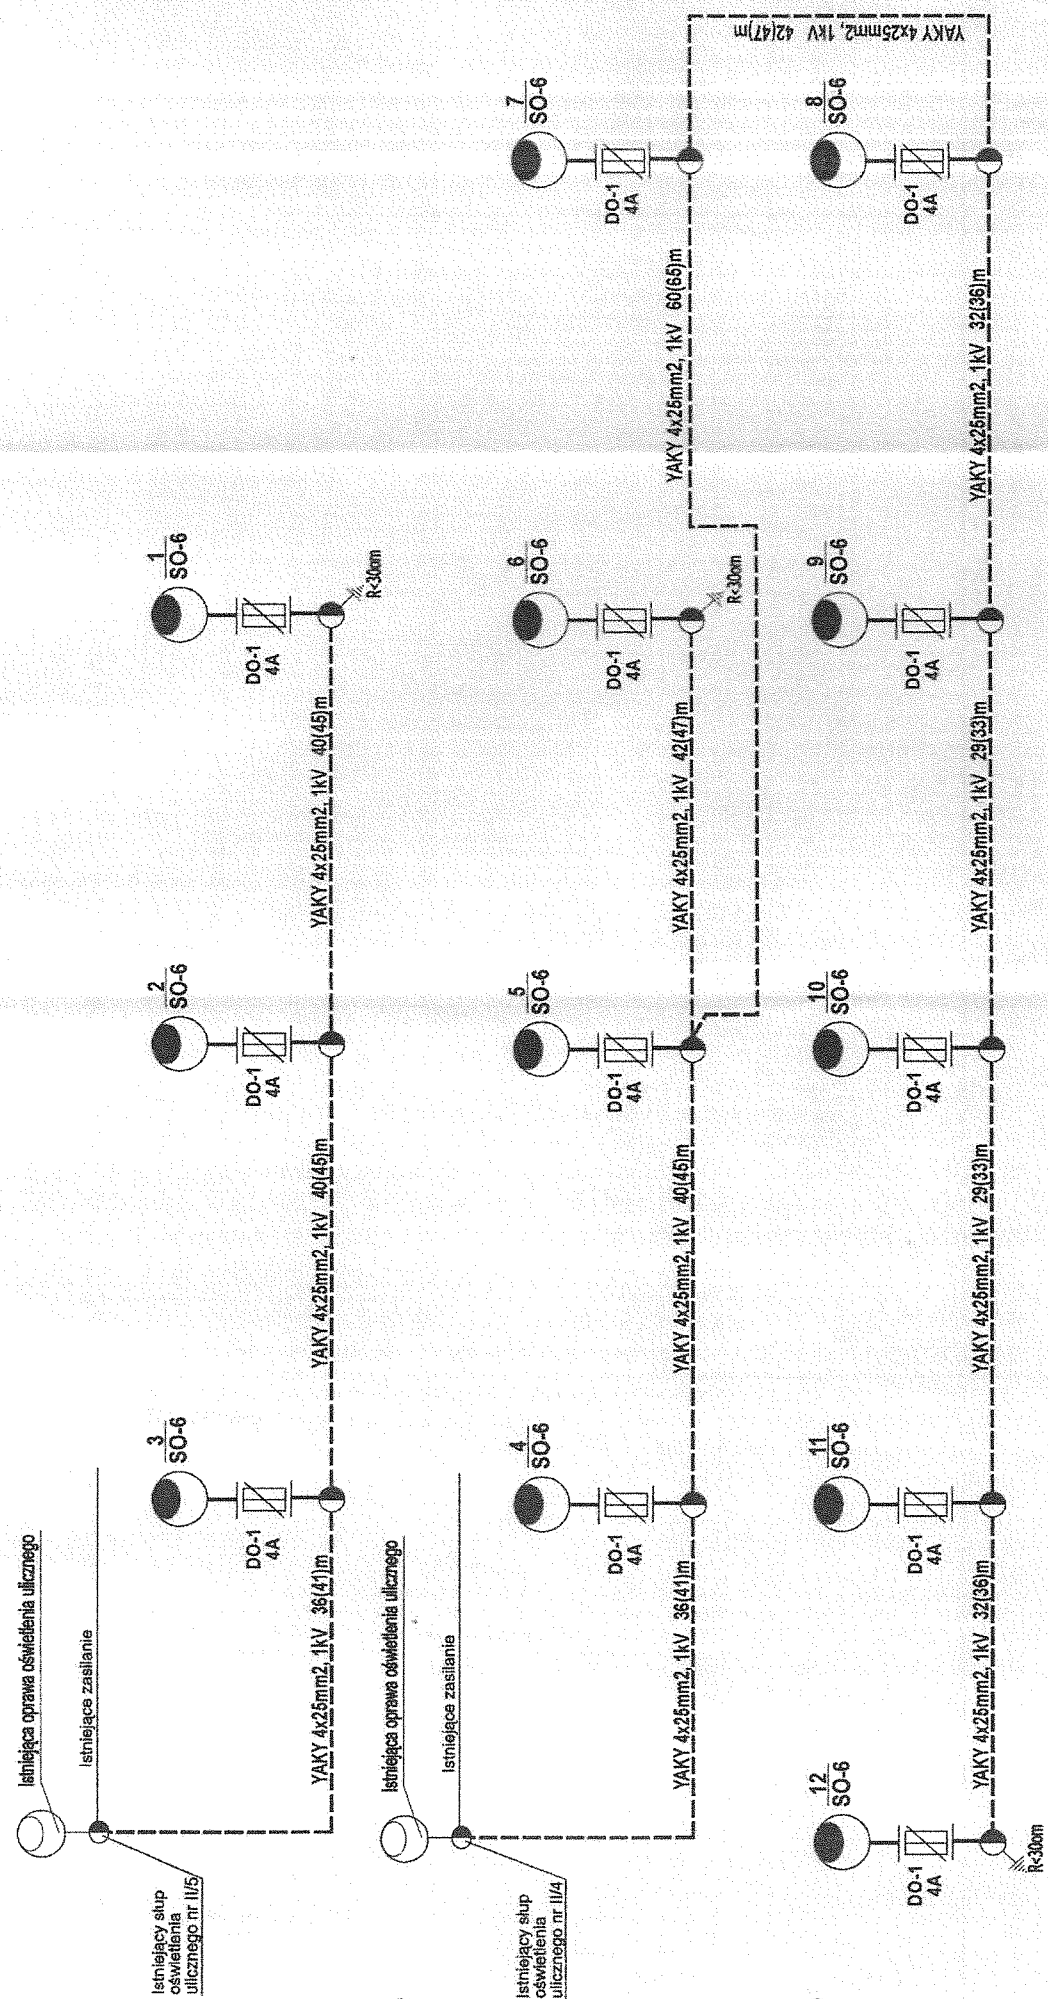 Istniejąca oprawa oświetlenia ulicznego
Istniejące zasilanie
Istniejący słup
oświetlenia
ulicznego nr II/5
YAKY 4x25mm2, 1kV 36(41)m
3
SO-6
DO-1
4A
YAKY 4x25mm2, 1kV 40(45)m
2
SO-6
DO-1
4A
YAKY 4x25mm2, 1kV 40(45)m
1
SO-6
DO-1
4A
R<30om
Istniejąca oprawa oświetlenia ulicznego
Istniejące zasilanie
Istniejący słup
oświetlenia
ulicznego nr II/4
YAKY 4x25mm2, 1kV 36(41)m
4
SO-6
DO-1
4A
YAKY 4x25mm2, 1kV 40(45)m
5
SO-6
DO-1
4A
YAKY 4x25mm2, 1kV 42(47)m
6
SO-6
DO-1
4A
R<30om
YAKY 4x25mm2, 1kV 60(65)m
7
SO-6
DO-1
4A
YAKY 4x25mm2, 1kV 42(47)m
8
SO-6
DO-1
4A
YAKY 4x25mm2, 1kV 32(36)m
9
SO-6
DO-1
4A
YAKY 4x25mm2, 1kV 29(33)m
10
SO-6
DO-1
4A
YAKY 4x25mm2, 1kV 29(33)m
11
SO-6
DO-1
4A
YAKY 4x25mm2, 1kV 32(36)m
12
SO-6
DO-1
4A
R<30om